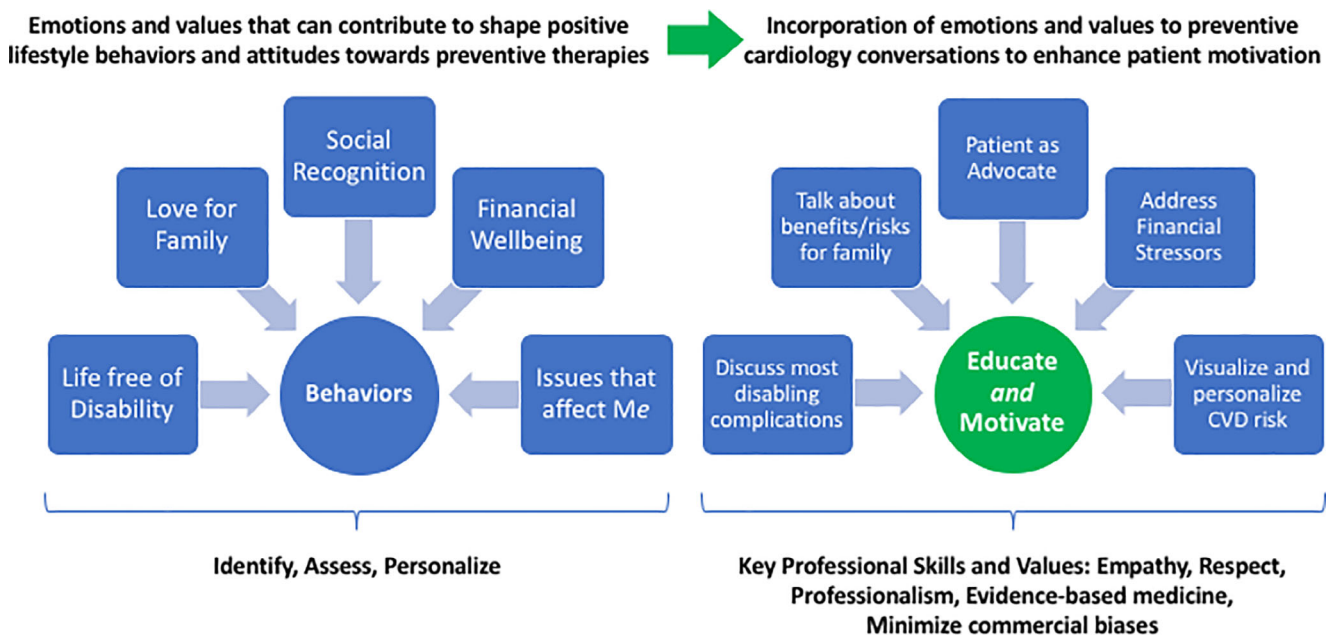 Emotions and values that can contribute to shape positive
lifestyle behaviors and attitudes towards preventive therapies
Social
Recognition
Love for
Family
Financial
Wellbeing
Life free of
Disability
Behaviors
Issues that
affect Me
Identify, Assess, Personalize
Incorporation of emotions and values to preventive
cardiology conversations to enhance patient motivation
Patient as
Advocate
Talk about
benefits/risks
for family
Address
Financial
Stressors
Discuss most
disabling
complications
Educate
and
Motivate
Visualize and
personalize
CVD risk
Key Professional Skills and Values: Empathy, Respect,
Professionalism, Evidence-based medicine,
Minimize commercial biases